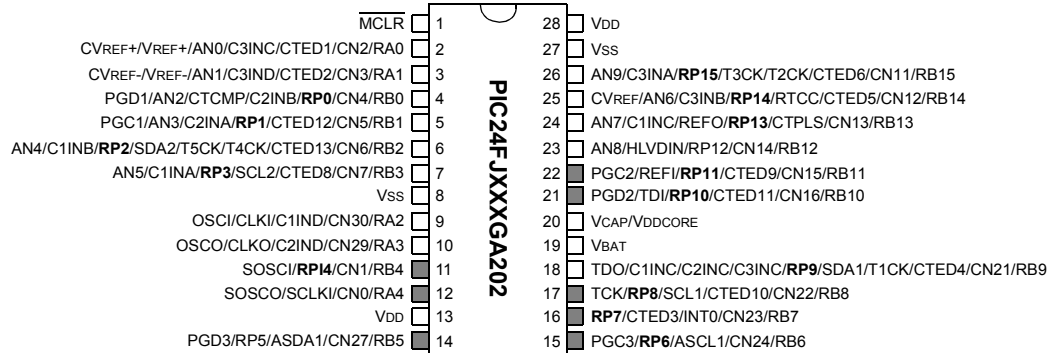 MCLR 1
CVREF+/VREF+/AN0/C3INC/CTED1/CN2/RA0 2
CVREF-/VREF-/AN1/C3IND/CTED2/CN3/RA1 3
PGD1/AN2/CTCMP/C2INB/RP0/CN4/RB0 4
PGC1/AN3/C2INA/RP1/CTED12/CN5/RB1 5
AN4/C1INB/RP2/SDA2/T5CK/T4CK/CTED13/CN6/RB2 6
AN5/C1INA/RP3/SCL2/CTED8/CN7/RB3 7
VSS 8
OSCI/CLKI/C1IND/CN30/RA2 9
OSCO/CLKO/C2IND/CN29/RA3 10
SOSCI/RPI4/CN1/RB4 11
SOSCO/SCLKI/CN0/RA4 12
VDD 13
PGD3/RP5/ASDA1/CN27/RB5 14
PIC24FJXXXGA202
28 VDD
27 VSS
26 AN9/C3INA/RP15/T3CK/T2CK/CTED6/CN11/RB15
25 CVREF/AN6/C3INB/RP14/RTCC/CTED5/CN12/RB14
24 AN7/C1INC/REFO/RP13/CTPLS/CN13/RB13
23 AN8/HLVDIN/RP12/CN14/RB12
22 PGC2/REFI/RP11/CTED9/CN15/RB11
21 PGD2/TDI/RP10/CTED11/CN16/RB10
20 VCAP/VDDCORE
19 VBAT
18 TDO/C1INC/C2INC/C3INC/RP9/SDA1/T1CK/CTED4/CN21/RB9
17 TCK/RP8/SCL1/CTED10/CN22/RB8
16 RP7/CTED3/INT0/CN23/RB7
15 PGC3/RP6/ASCL1/CN24/RB6